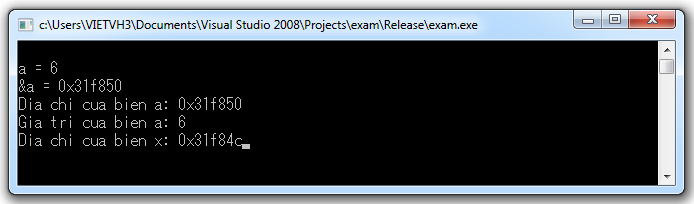 c:\Users\VIETVH3\Documents\Visual Studio 2008\Projects\exam\Release\exam.exe
a = 6
&a = 0x31f850
Dia chi cua bien a: 0x31f850
Gia tri cua bien a: 6
Dia chi cua bien x: 0x31f84c